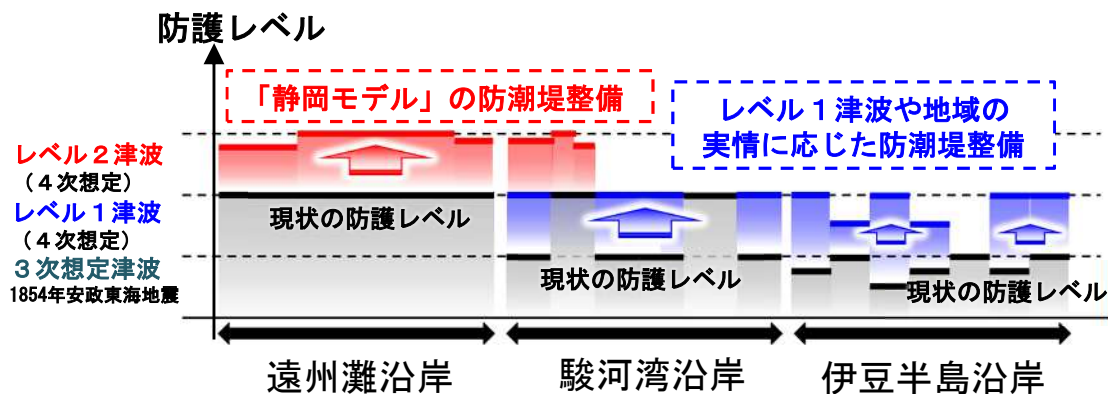 防護レベル
「静岡モデル」の防潮堤整備
レベル１津波や地域の
実情に応じた防潮堤整備
レベル２津波
（４次想定）
レベル１津波
（４次想定）
３次想定津波
1854年安政東海地震
現状の防護レベル
現状の防護レベル
現状の防護レベル
遠州灘沿岸
駿河湾沿岸
伊豆半島沿岸